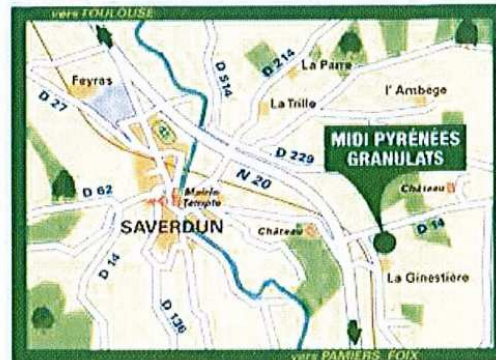 vers TOULOUSE
Feyras
D 27
D 514
D 214
La Parre
La Trille
l'Ambège
MIDI PYRÉNÉES
GRANULATS
D 229
N 20
D 62
Mairie
Temple
SAVERDUN
Château
Château
D 14
D 14
La Ginestière
D 136
vers PAMIERS FOIX